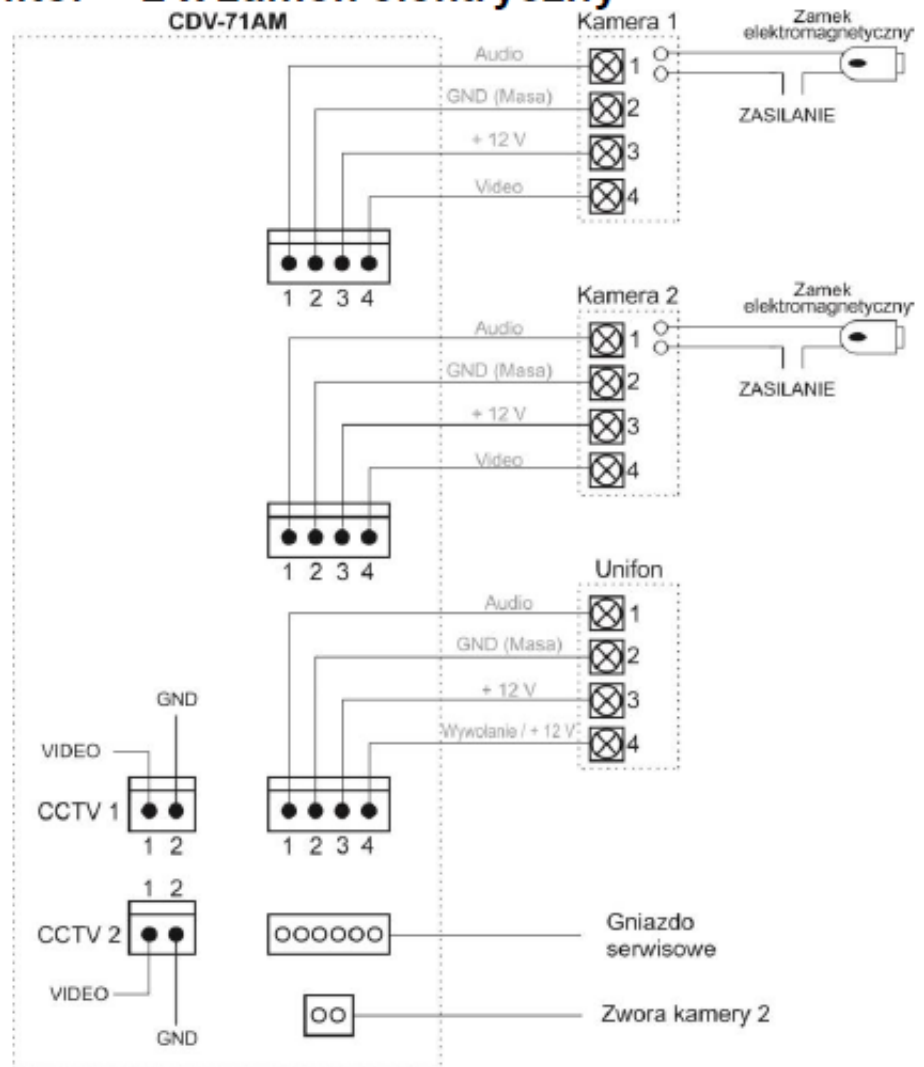 2 x zamek elektryczny
CDV-71AM
Kamera 1
Zamek
elektromagnetyczny
Audio
1
GND (Masa)
2
ZASILANIE
+ 12 V
3
Video
4
1 2 3 4
Kamera 2
Zamek
elektromagnetyczny
Audio
1
GND (Masa)
2
ZASILANIE
+ 12 V
3
Video
4
1 2 3 4
Unifon
Audio
1
GND (Masa)
2
+ 12 V
3
Wywołanie / + 12 V
4
GND
VIDEO
CCTV 1
1 2
1 2 3 4
1 2
CCTV 2
VIDEO
GND
Gniazdo
serwisowe
Zwora kamery 2